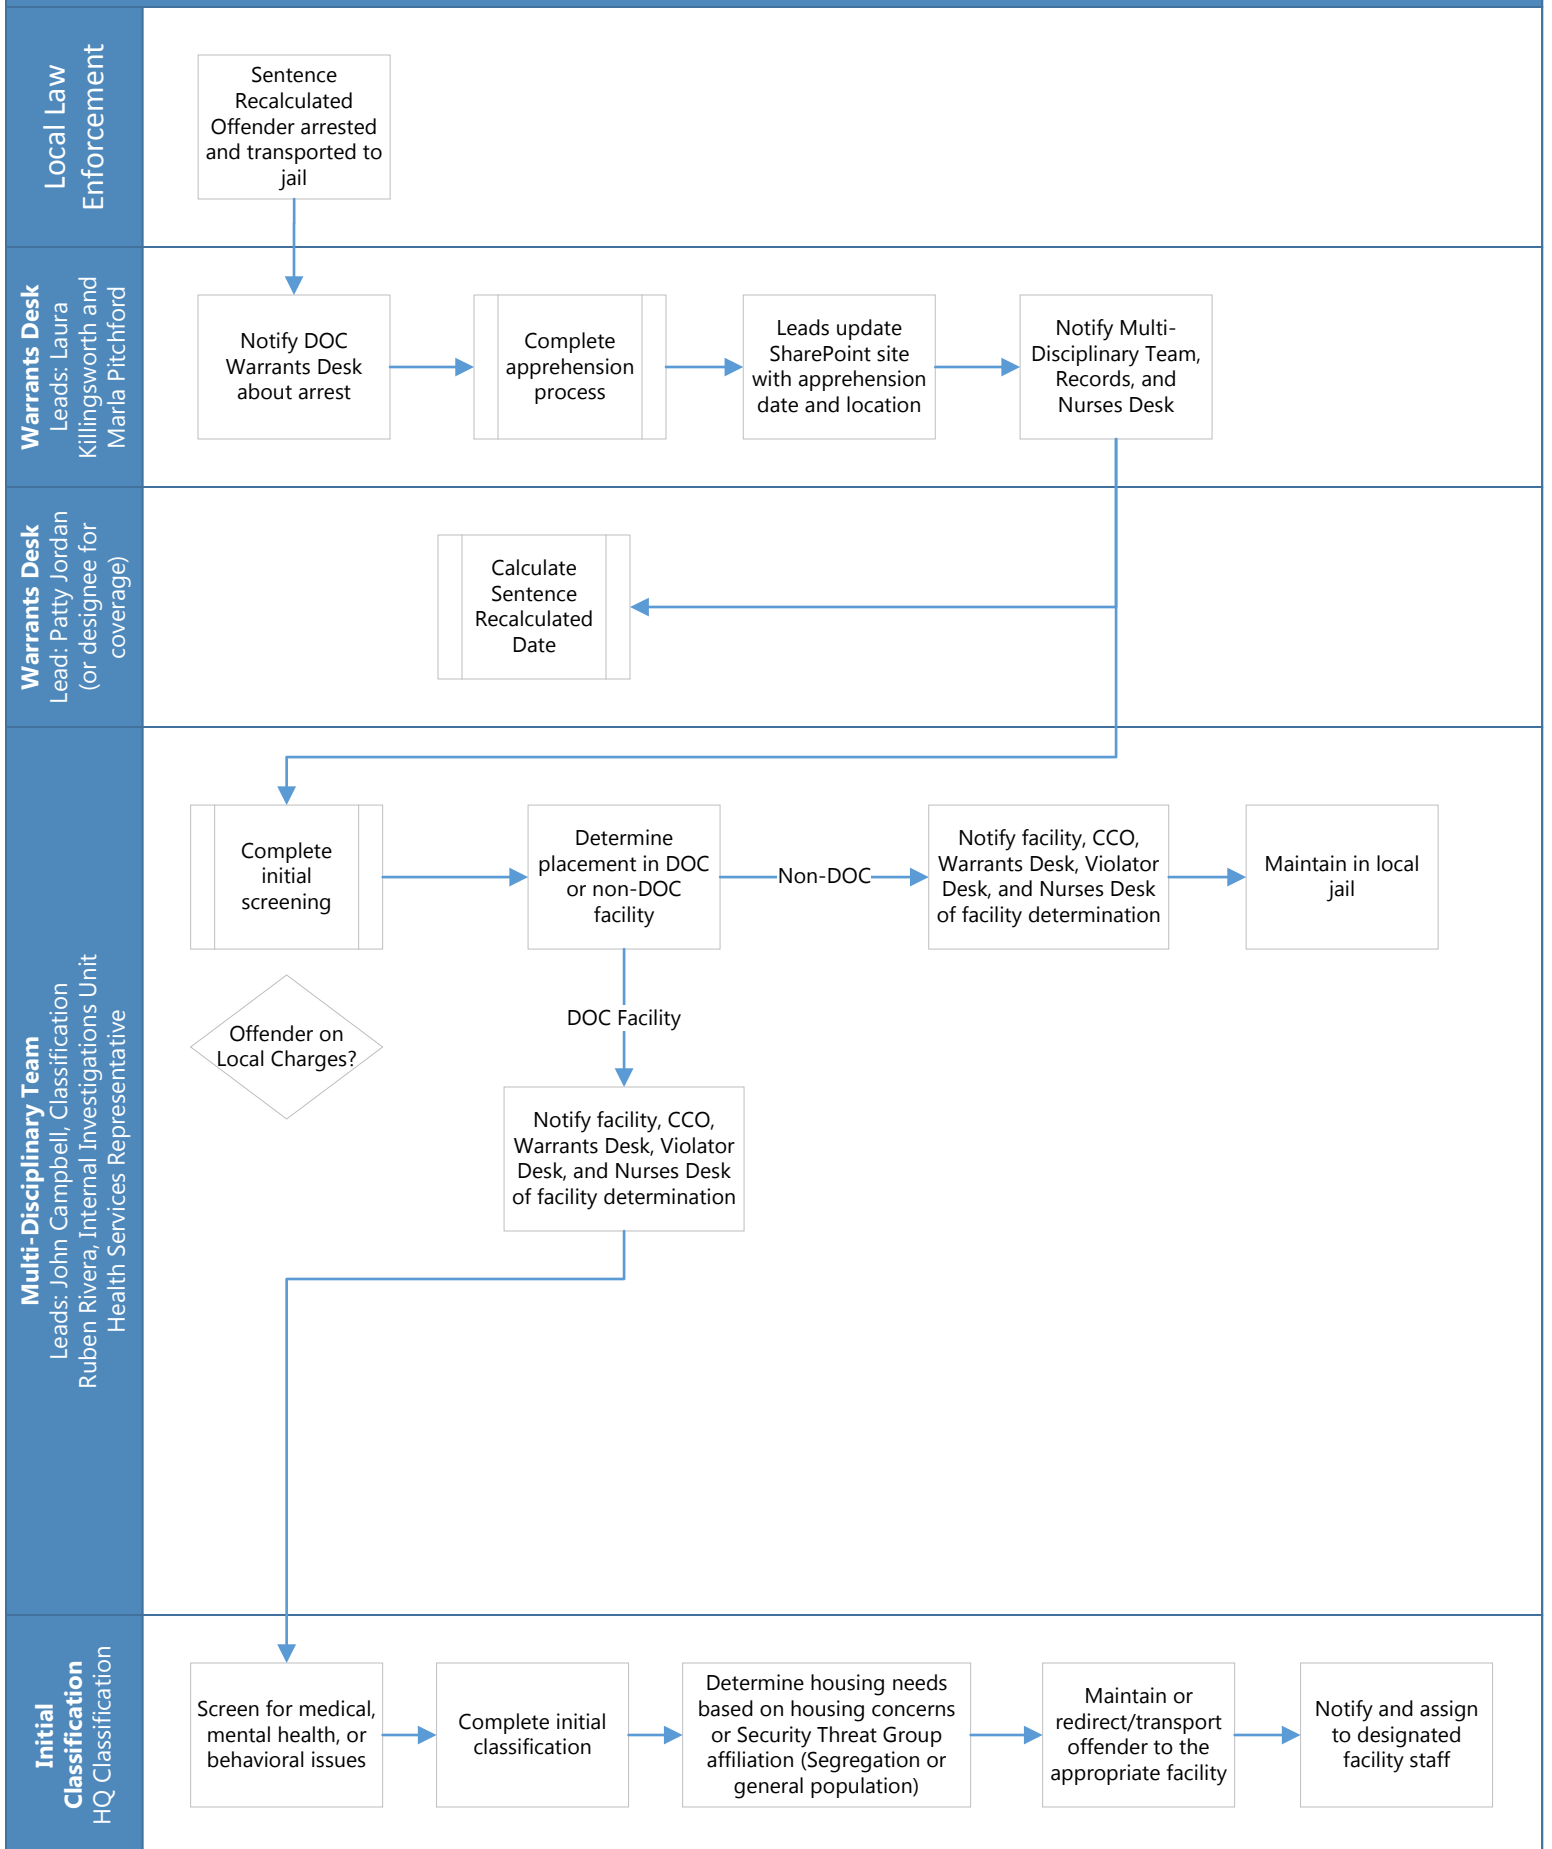 Local Law
Enforcement
Sentence
Recalculated
Offender arrested
and transported to
jail
Warrants Desk
Leads: Laura
Killingsworth and
Marla Pitchford
Notify DOC
Warrants Desk
about arrest
Complete
apprehension
process
Leads update
SharePoint site
with apprehension
date and location
Notify Multi-
Disciplinary Team,
Records, and
Nurses Desk
Warrants Desk
Lead: Patty Jordan
(or designee for
coverage)
Calculate
Sentence
Recalculated
Date
Multi-Disciplinary Team
Leads: John Campbell, Classification
Ruben Rivera, Internal Investigations Unit
Health Services Representative
Complete
initial
screening
Determine
placement in DOC
or non-DOC
facility
Non-DOC
Notify facility, CCO,
Warrants Desk, Violator
Desk, and Nurses Desk
of facility determination
Maintain in local
jail
Offender on
Local Charges?
DOC Facility
Notify facility, CCO,
Warrants Desk, Violator
Desk, and Nurses Desk
of facility determination
Initial
Classification
HQ Classification
Screen for medical,
mental health, or
behavioral issues
Complete initial
classification
Determine housing needs
based on housing concerns
or Security Threat Group
affiliation (Segregation or
general population)
Maintain or
redirect/transport
offender to the
appropriate facility
Notify and assign
to designated
facility staff